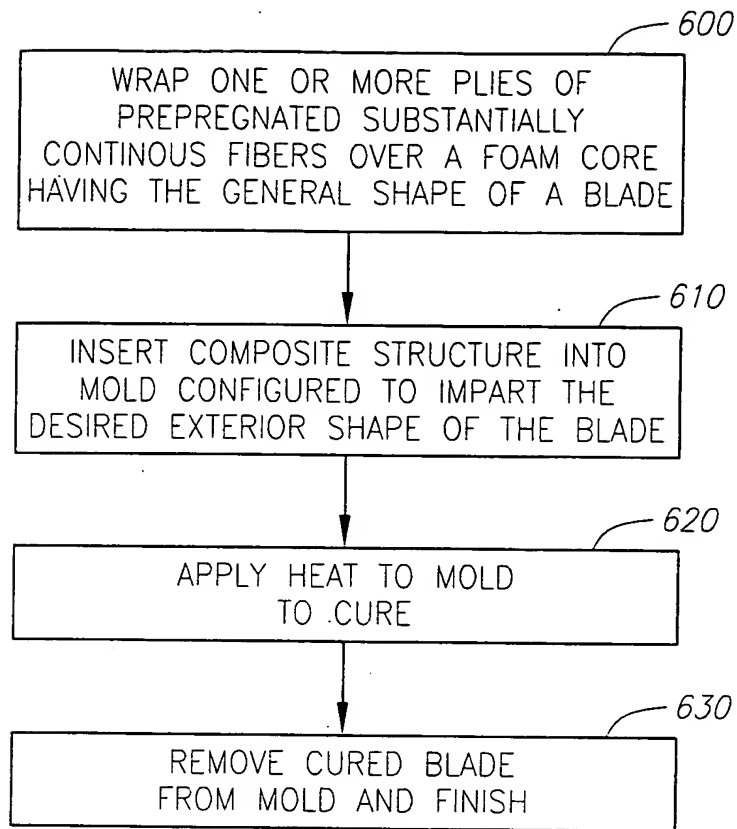 600
WRAP ONE OR MORE PLIES OF
PREPREGNATED SUBSTANTIALLY
CONTINOUS FIBERS OVER A FOAM CORE
HAVING THE GENERAL SHAPE OF A BLADE
610
INSERT COMPOSITE STRUCTURE INTO
MOLD CONFIGURED TO IMPART THE
DESIRED EXTERIOR SHAPE OF THE BLADE
620
APPLY HEAT TO MOLD
TO CURE
630
REMOVE CURED BLADE
FROM MOLD AND FINISH